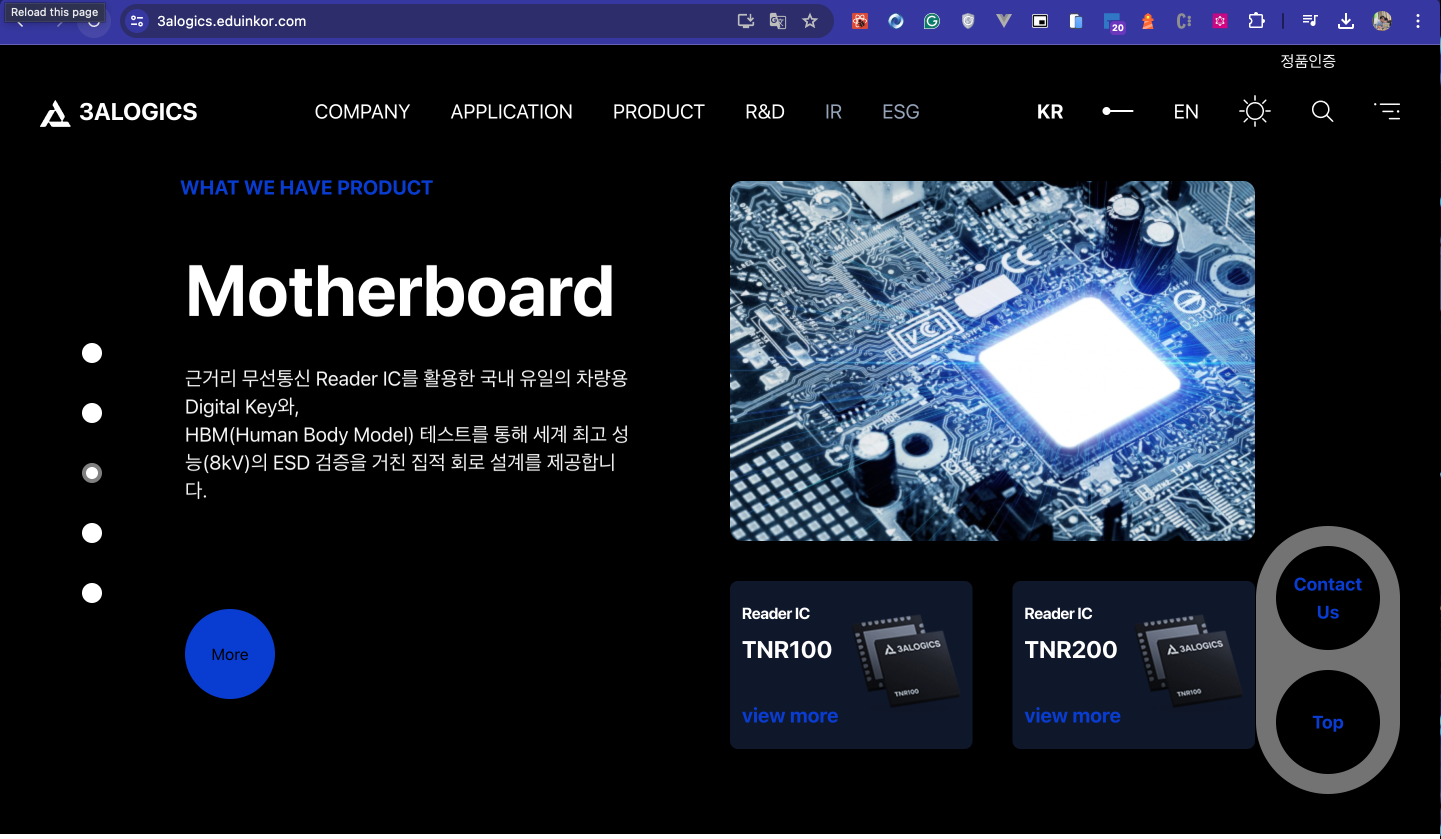 Reload this page
3alogics.eduinkor.com
20
정품인증
3ALOGICS
COMPANY APPLICATION PRODUCT R&D IR ESG KR EN
WHAT WE HAVE PRODUCT
Motherboard
근거리 무선통신 Reader IC를 활용한 국내 유일의 차량용
Digital Key와,
HBM(Human Body Model) 테스트를 통해 세계 최고 성
능(8kV)의 ESD 검증을 거친 집적 회로 설계를 제공합니
다.
More
CE
VCI
Reader IC
TNR100
view more
3ALOGICS
TNR100
Reader IC
TNR200
view more
3ALOGICS
TNR100
Contact
Us
Top